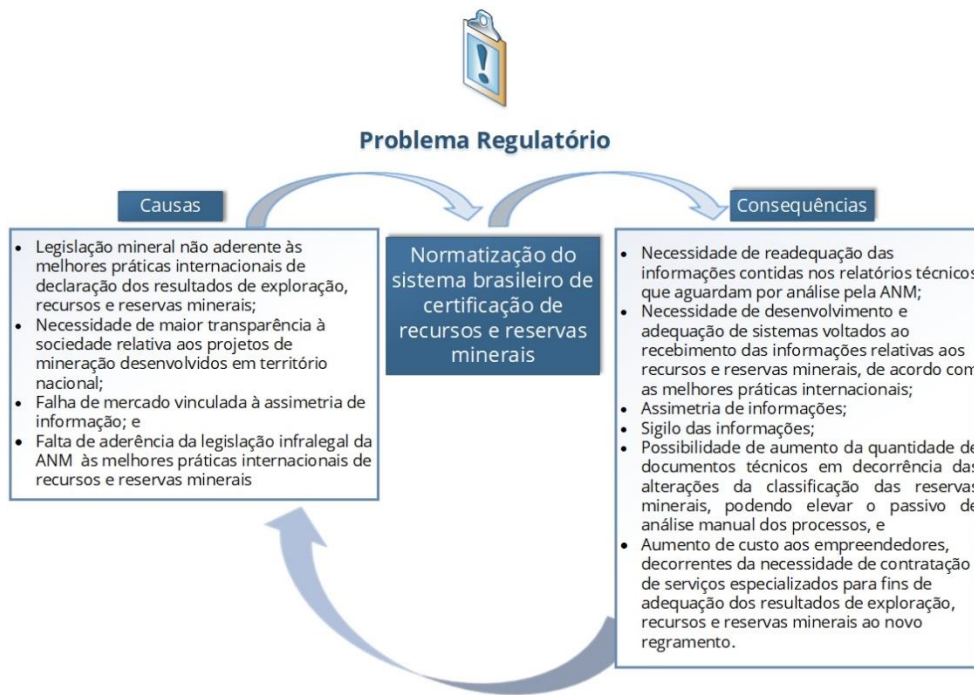 Problema Regulatório
Causas
• Legislação mineral não aderente às
melhores práticas internacionais de
declaração dos resultados de exploração,
recursos e reservas minerais;
• Necessidade de maior transparência à
sociedade relativa aos projetos de
mineração desenvolvidos em território
nacional;
• Falha de mercado vinculada à assimetria de
informação; e
• Falta de aderência da legislação infralegal da
ANM às melhores práticas internacionais de
recursos e reservas minerais
Normatização do
sistema brasileiro de
certificação de
recursos e reservas
minerais
Consequências
• Necessidade de readequação das
informações contidas nos relatórios técnicos
que aguardam por análise pela ANM;
• Necessidade de desenvolvimento e
adequação de sistemas voltados ao
recebimento das informações relativas aos
recursos e reservas minerais, de acordo com
as melhores práticas internacionais;
• Assimetria de informações;
• Sigilo das informações;
• Possibilidade de aumento da quantidade de
documentos técnicos em decorrência das
alterações da classificação das reservas
minerais, podendo elevar o passivo de
análise manual dos processos, e
• Aumento de custo aos empreendedores,
decorrentes da necessidade de contratação
de serviços especializados para fins de
adequação dos resultados de exploração,
recursos e reservas minerais ao novo
regramento.